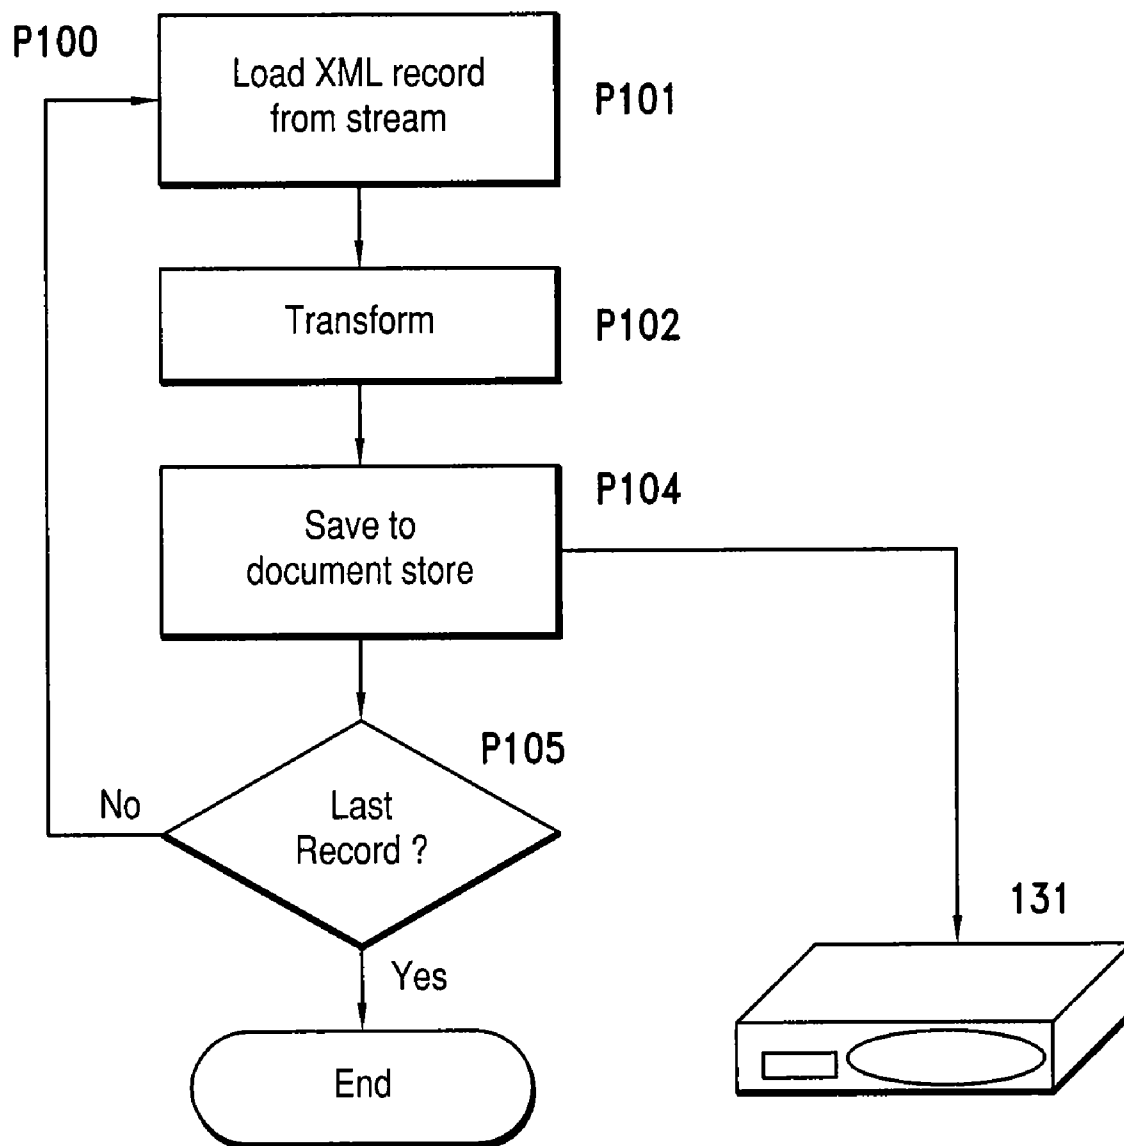 P100
Load XML record
from stream
P101
Transform
P102
Save to
document store
P104
Last
Record ?
P105
No
Yes
End
131